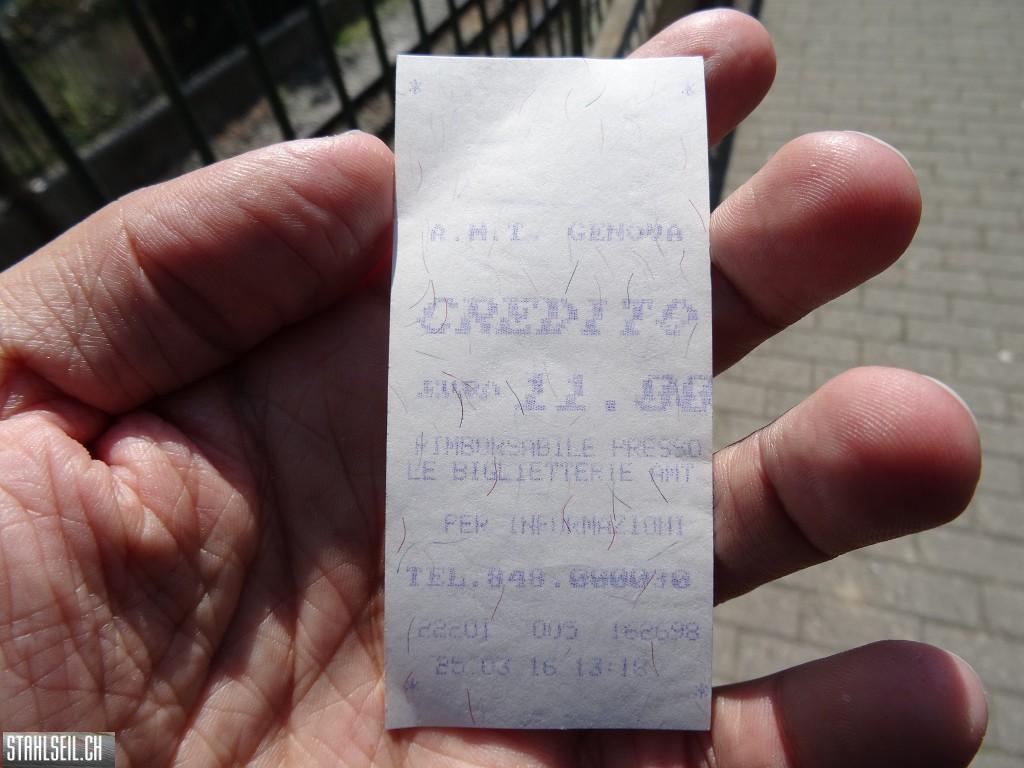 A.M.T. GENOVA
CREDITO
EURO 11.00
RIMBORSABILE PRESSO
LE BIGLIETTERIE AMT
PER INFORMAZIONI
TEL.848.000030
22201 005 162698
25.03 16 13:18
STAHLSEIL.CH